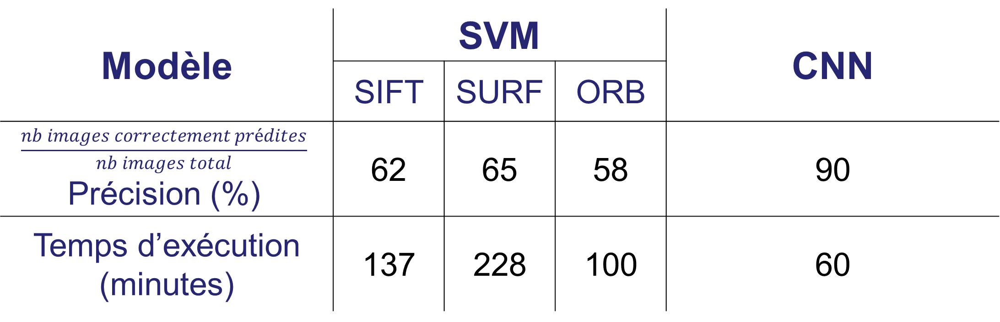 Modèle
SVM
CNN
SIFT SURF ORB
nb images correctement prédites
nb images total
Précision (%)
62 65 58 90
Temps d’exécution
(minutes)
137 228 100 60